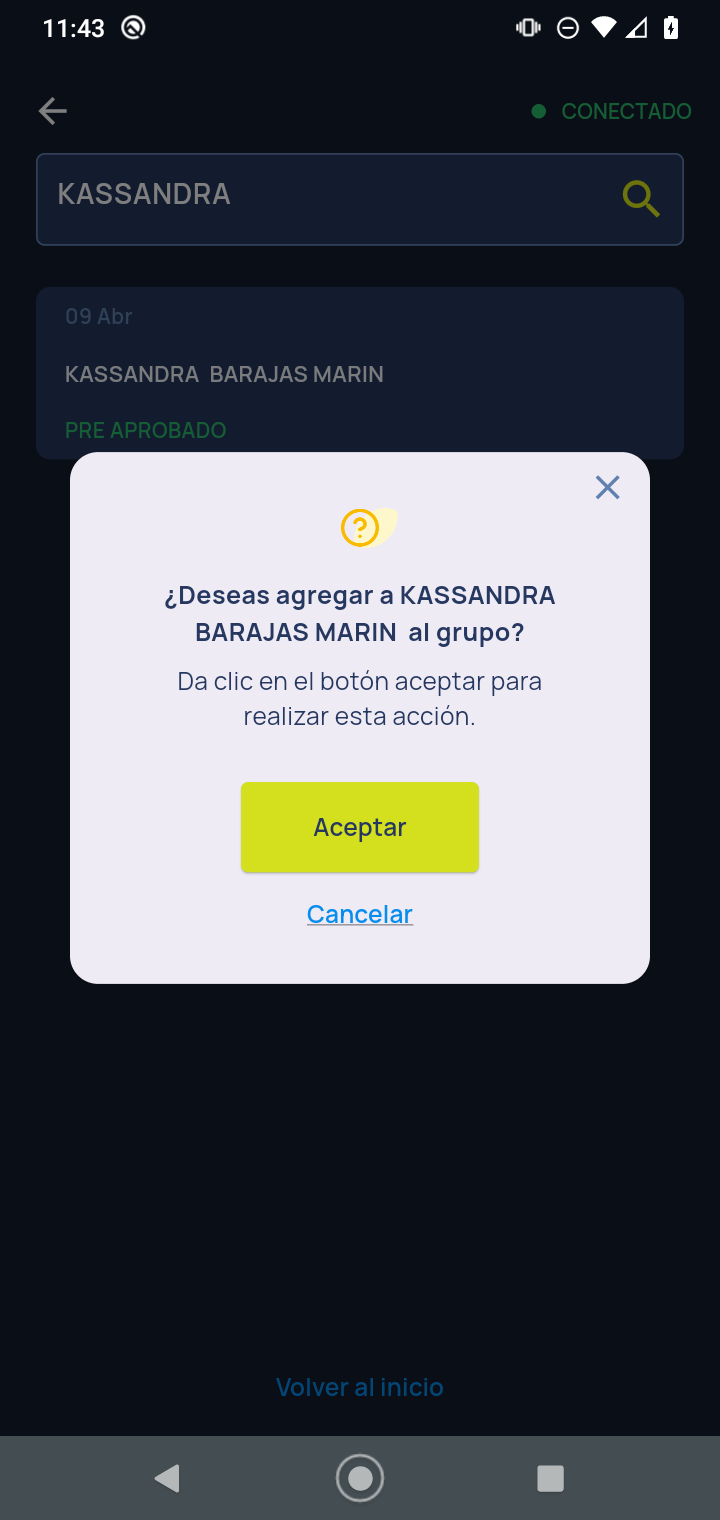 11:43
CONECTADO
KASSANDRA
09 Abr
KASSANDRA  BARAJAS MARIN
PRE APROBADO
¿Deseas agregar a KASSANDRA
BARAJAS MARIN  al grupo?
Da clic en el botón aceptar para
realizar esta acción.
Aceptar
Cancelar
Volver al inicio